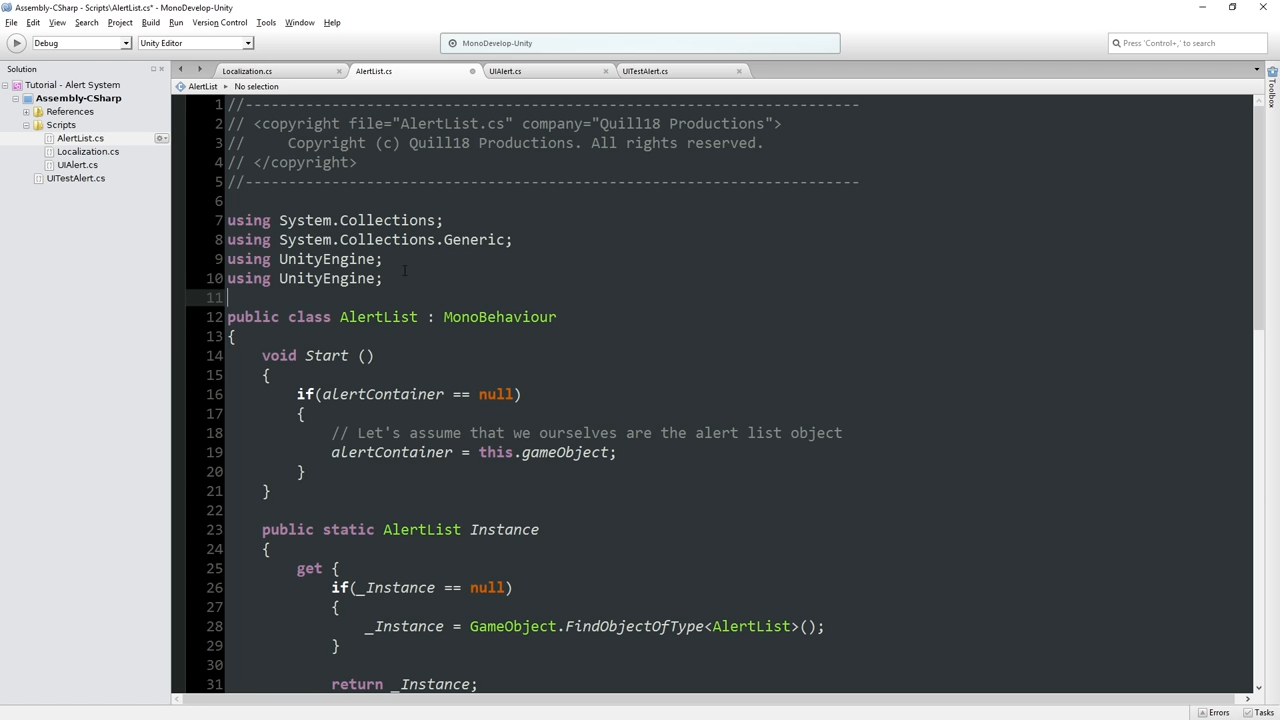 Assembly-CSharp - Scripts\AlertList.cs* - MonoDevelop-Unity
File Edit View Search Project Build Run Version Control Tools Window Help
Debug Unity Editor MonoDevelop-Unity Press 'Control+,' to search
Solution
Tutorial - Alert System
Assembly-CSharp
References
Scripts
AlertList.cs
Localization.cs
UIAlert.cs
UITestAlert.cs
Localization.cs AlertList.cs UIAlert.cs UITestAlert.cs
AlertList No selection
1 //-----------------------------------------------------------------------
2 // <copyright file="AlertList.cs" company="Quill18 Productions">
3 //     Copyright (c) Quill18 Productions. All rights reserved.
4 // </copyright>
5 //-----------------------------------------------------------------------
6
7 using System.Collections;
8 using System.Collections.Generic;
9 using UnityEngine;
10 using UnityEngine;
11
12 public class AlertList : MonoBehaviour
13 {
14     void Start ()
15     {
16         if(alertContainer == null)
17         {
18             // Let's assume that we ourselves are the alert list object
19             alertContainer = this.gameObject;
20         }
21     }
22
23     public static AlertList Instance
24     {
25         get {
26             if(_Instance == null)
27             {
28                 _Instance = GameObject.FindObjectOfType<AlertList>();
29             }
30
31             return _Instance;
Toolbox
Errors Tasks